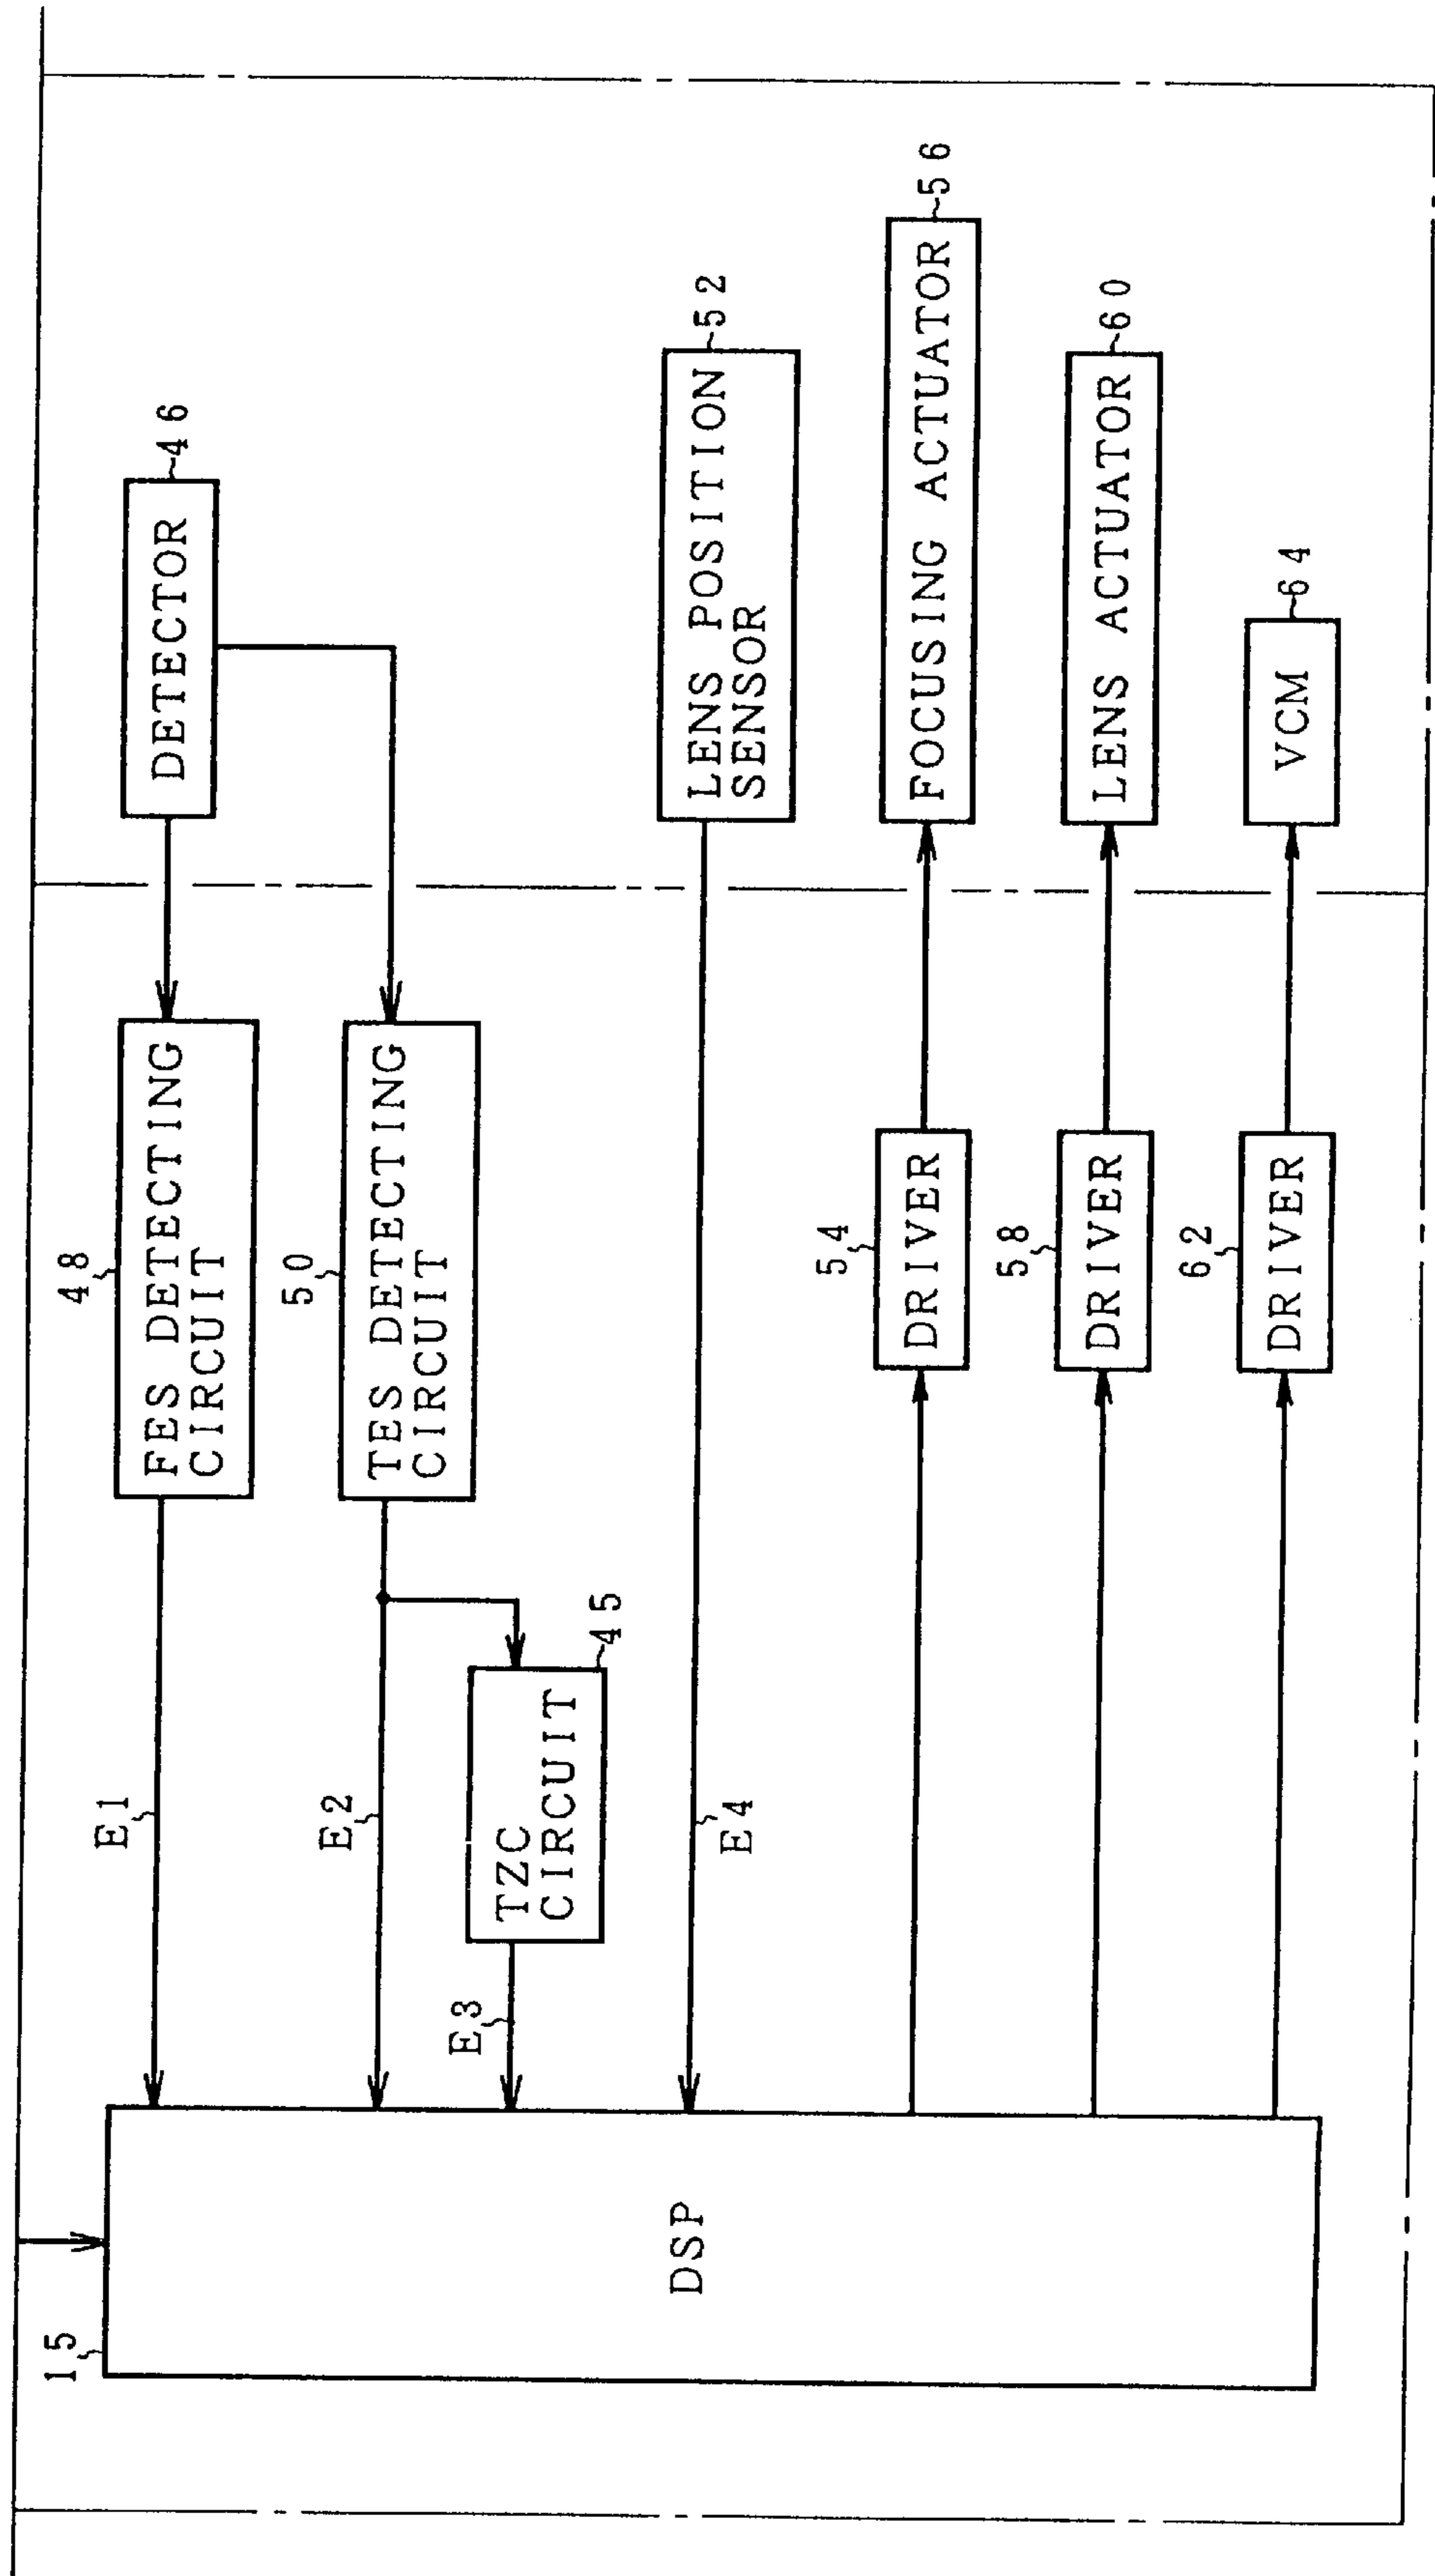 15
DSP
E1
E2
E3
E4
48
FES DETECTING
CIRCUIT
50
TES DETECTING
CIRCUIT
TZC
CIRCUIT
45
54
DRIVER
58
DRIVER
62
DRIVER
DETECTOR
46
LENS POSITION
SENSOR
52
FOCUSING ACTUATOR
56
LENS ACTUATOR
60
VCM
64